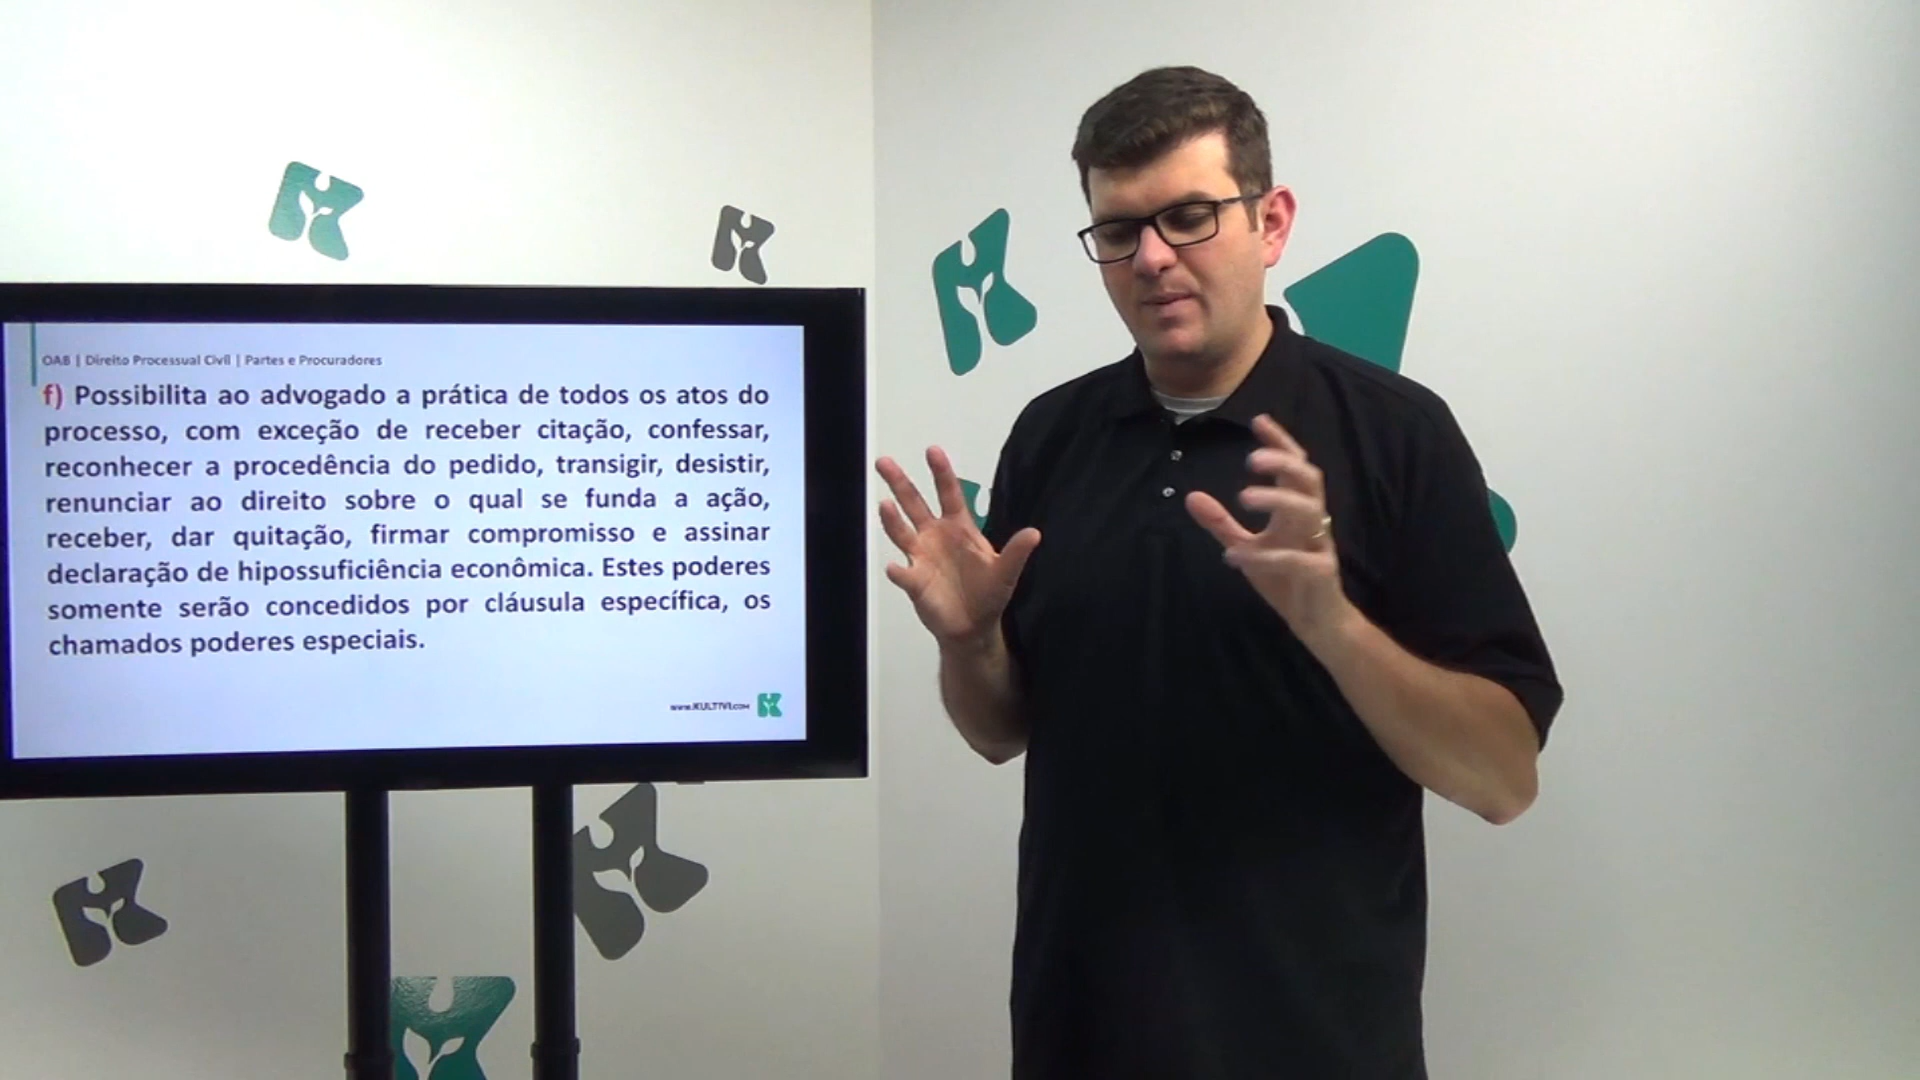 OAB | Direito Processual Civil | Partes e Procuradores
f) Possibilita ao advogado a prática de todos os atos do
processo, com exceção de receber citação, confessar,
reconhecer a procedência do pedido, transigir, desistir,
renunciar ao direito sobre o qual se funda a ação,
receber, dar quitação, firmar compromisso e assinar
declaração de hipossuficiência econômica. Estes poderes
somente serão concedidos por cláusula específica, os
chamados poderes especiais.
www.KULTIVI.COM